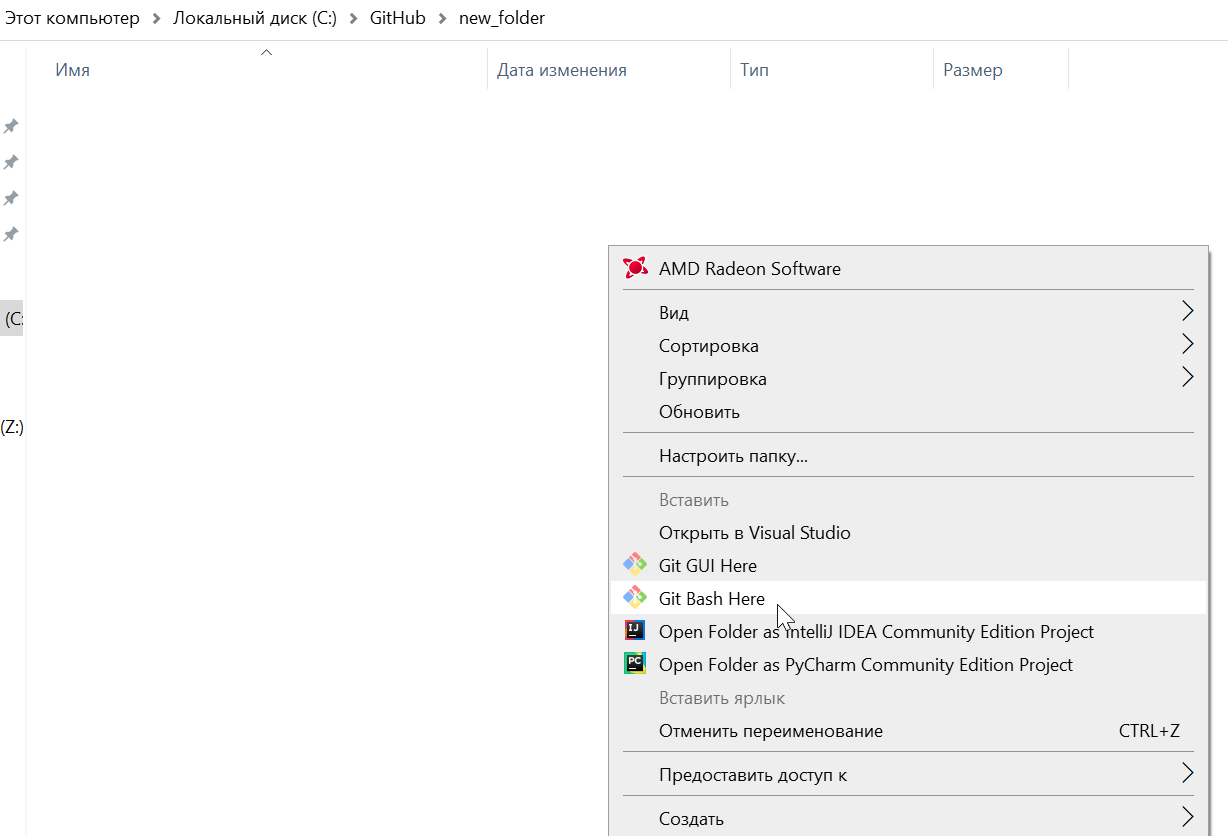 Этот компьютер > Локальный диск (C:) > GitHub > new_folder
Имя Дата изменения Тип Размер
(C:
(Z:)
AMD Radeon Software
Вид
Сортировка
Группировка
Обновить
Настроить папку...
Вставить
Открыть в Visual Studio
Git GUI Here
Git Bash Here
IJ Open Folder as IntelliJ IDEA Community Edition Project
PC Open Folder as PyCharm Community Edition Project
Вставить ярлык
Отменить переименование CTRL+Z
Предоставить доступ к
Создать